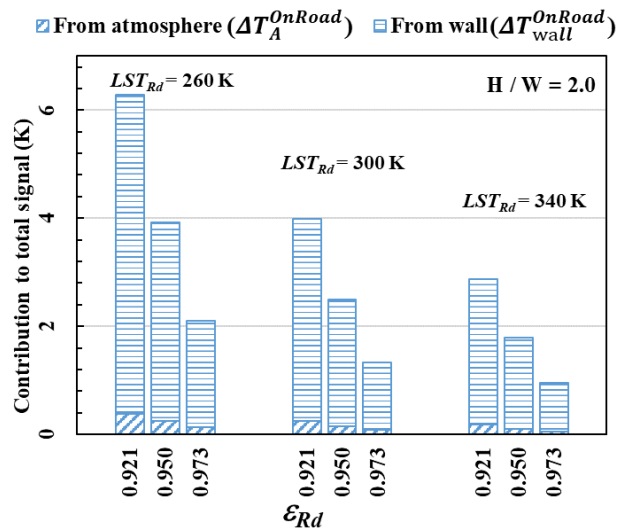 From atmosphere (ΔT_A^OnRoad) From wall(ΔT_wall^OnRoad)
LST_Rd = 260 K
H / W = 2.0
LST_Rd = 300 K
LST_Rd = 340 K
Contribution to total signal (K)
6
4
2
0
0.921 0.950 0.973 0.921 0.950 0.973 0.921 0.950 0.973
ε_Rd